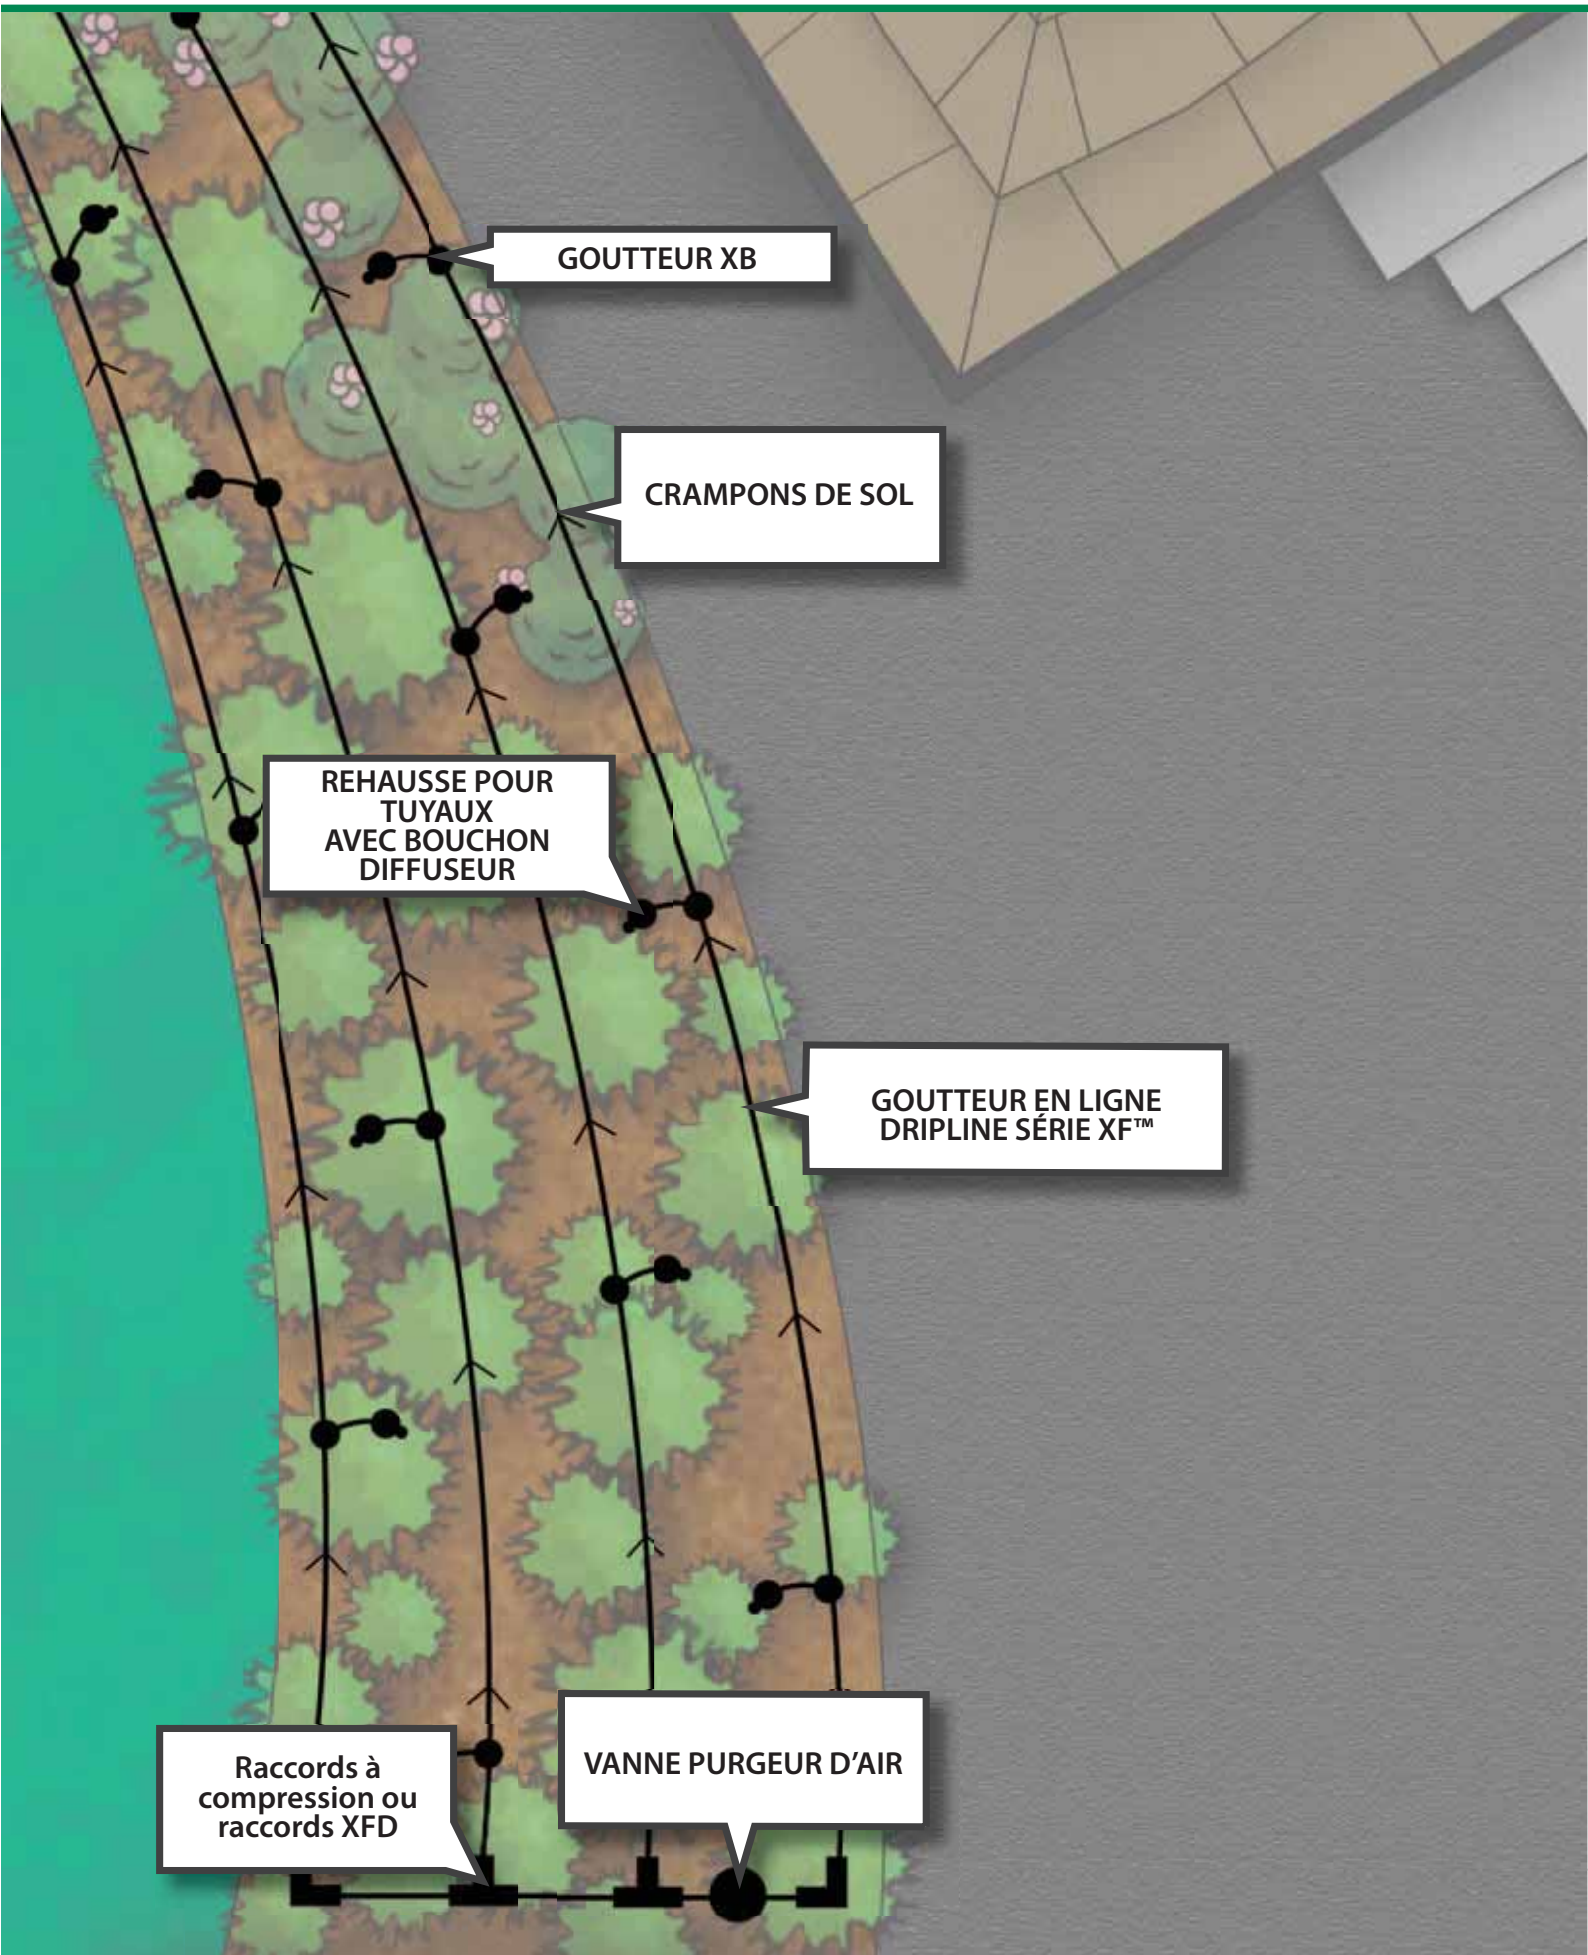 GOUTTEUR XB
CRAMPONS DE SOL
REHAUSSE POUR
TUYAUX
AVEC BOUCHON
DIFFUSEUR
GOUTTEUR EN LIGNE
DRIPLINE SÉRIE XF™
Raccords à
compression ou
raccords XFD
VANNE PURGEUR D’AIR